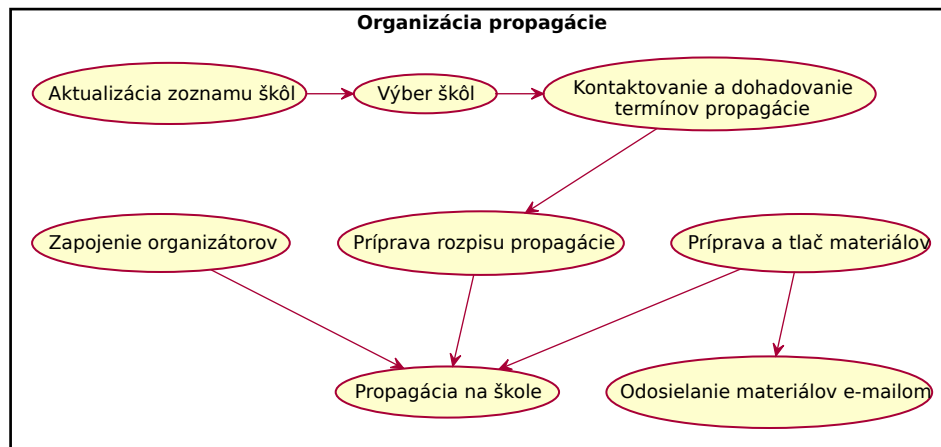 Organizácia propagácie
Aktualizácia zoznamu škôl
Výber škôl
Kontaktovanie a dohadovanie
termínov propagácie
Zapojenie organizátorov
Príprava rozpisu propagácie
Príprava a tlač materiálov
Propagácia na škole
Odosielanie materiálov e-mailom